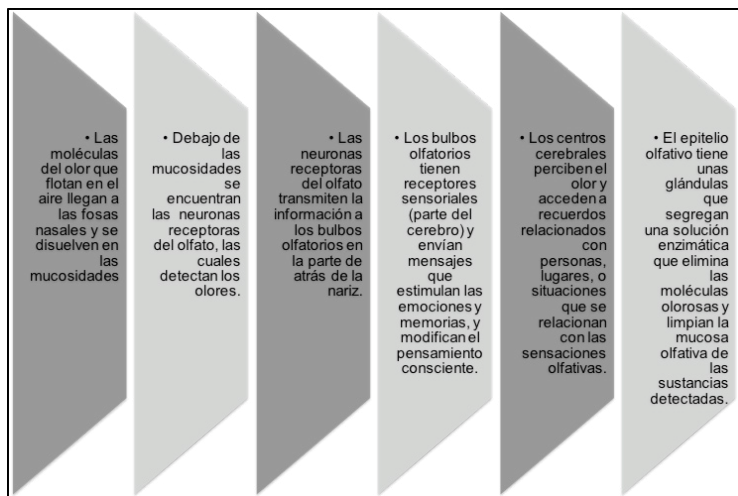 • Las
moléculas
del olor que
flotan en el
aire llegan a
las fosas
nasales y se
disuelven en
las
mucosidades
• Debajo de
las
mucosidades
se
encuentran
las neuronas
receptoras
del olfato, las
cuales
detectan los
olores.
• Las
neuronas
receptoras
del olfato
transmiten la
información a
los bulbos
olfatorios en
la parte de
atrás de la
nariz.
• Los bulbos
olfatorios
tienen
receptores
sensoriales
(parte del
cerebro) y
envían
mensajes
que
estimulan las
emociones y
memorias, y
modifican el
pensamiento
consciente.
• Los centros
cerebrales
perciben el
olor y
acceden a
recuerdos
relacionados
con
personas,
lugares, o
situaciones
que se
relacionan
con las
sensaciones
olfativas.
• El epitelio
olfativo tiene
unas
glándulas
que
segregan
una solución
enzimática
que elimina
las
moléculas
olorosas y
limpian la
mucosa
olfativa de
las
sustancias
detectadas.